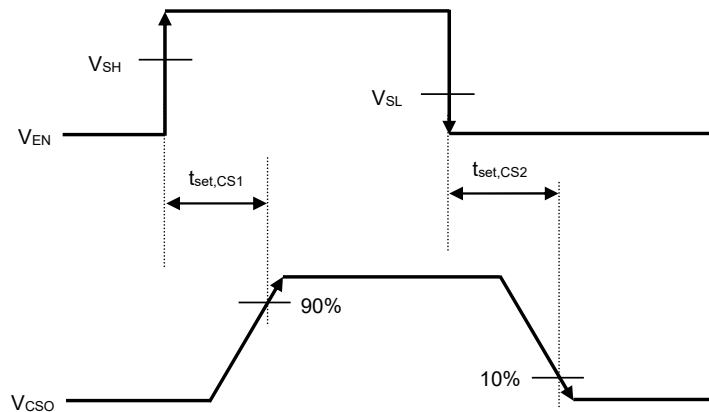 VSH
VSL
VEN
tset,CS1
tset,CS2
90%
10%
VCSO